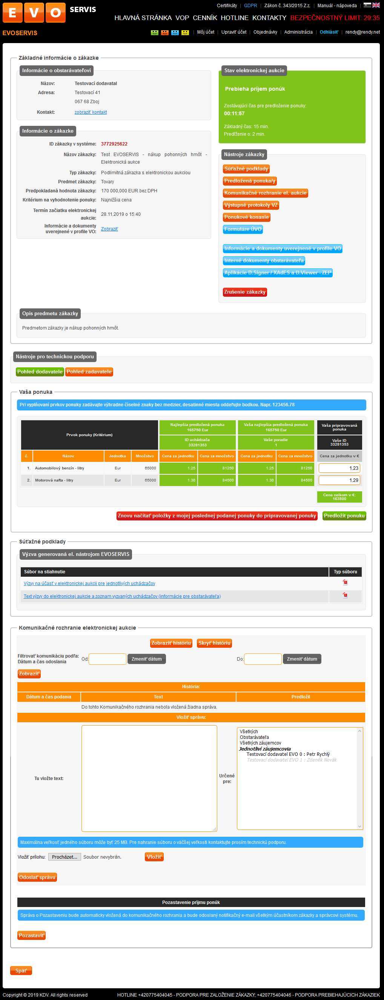 EVO SERVIS
Certifikáty | GDPR | Zákon č. 343/2015 Z.z. | Manuál - nápoveda |
HLAVNÁ STRÁNKA VOP CENNÍK HOTLINE KONTAKTY BEZPEČNOSTNÝ LIMIT: 29:35
EVOSERVIS
| Môj účet | Upraviť účet | Objednávky | Administrácia | Odhlásiť | rendy@rendy.net
Základné informácie o zákazke
Informácie o obstarávateľovi
Názov: Testovací dodavatal
Adresa: Testovací 41
067 68 Zboj
Kontakt: zobraziť kontakt
Stav elektronickej aukcie
Prebieha príjem ponúk
Zostávajúci čas pre predloženie ponuky:
00:11:57
Základný čas: 15 min.
Predľženie o: 2 min.
Informácie o zákazke
ID zákazky v systéme: 3772925622
Názov zákazky: Test EVOSERVIS - nákup pohonných hmôt -
Elektronická aukce
Typ zákazky: Podlimitná zákazka s elektronickou aukciou
Predmet zákazky: Tovary
Predpokladaná hodnota zákazky: 170 000,000 EUR bez DPH
Kritérium na vyhodnotenie ponuky: Najnižšia cena
Termín začiatku elektronickej
aukcie: 28.11.2019 o 15:40
Informácie a dokumenty
uverejnené v profile VO: Zobraziť
Nástroje zákazky
Súťažné podklady
Predložená ponuka/y
Komunikačné rozhranie el. aukcie
Výstupné protokoly VZ
Ponukové konanie
Formuláre ÚVO
Informácie a dokumenty uverejnené v profile VO
Interné dokumenty obstarávateľa
Aplikácie D.Signer / XAdES a D.Viewer - ZEP
Zrušenie zákazky
Opis predmetu zákazky
Predmetom zákazky je nákup pohonných hmôt.
Nástroje pro technickou podporu
Pohled dodavatele Pohled zadavatele
Vaša ponuka
Pri vyplňovaní prvkov ponuky zadávajte výhradne číselné znaky bez medzier, desatinné miesta oddeľujte bodkou. Napr. 123456.78
Prvok ponuky (Kritérium)
Najlepšia predložená ponuka
165750 Eur
Vaša najlepšia predložená ponuka
165750 Eur
Vaša pripravovaná
ponuka
ID uchádzača
33281353
Vaše poradie
1
Vaše ID
33281353
č. Názov Jednotka Množstvo Cena za jednotku Cena za množstvo Cena za jednotku Cena za množstvo Cena za jednotku v €
1. Automobilový benzín - litry Eur 65000 1.25 81250 1.25 81250 1.23
2. Motorová nafta - litry Eur 65000 1.30 84500 1.30 84500 1.29
Cena celkom v €:
163800
Znovu načítať položky z mojej poslednej podanej ponuky do pripravovanej ponuky Predložit ponuku
Súťažné podklady
Výzva generovaná el. nástrojom EVOSERVIS
Súbor na stiahnutie Typ súboru
Výzvy na účasť v elektronickej aukcii pre jednotlivých uchádzačov
Text výzvy do elektronickej aukcie a zoznam vyzvaných uchádzačov (informácie pre obstarávateľa)
Komunikačné rozhranie elektronickej aukcie
Zobraziť históriu Skryť históriu
Filtrovať komunikáciu podľa:
Dátum a čas odoslania Od: Zmeniť dátum Do: Zmeniť dátum
Zobraziť
História:
Dátum a čas podania Text Predložil
Do tohto Komunikačného rozhrania nebola vložená žiadna správa.
Vložiť správu:
Tu vložte text:
Určené
pre:
Všetkých
Obstarávateľa
Všetkých záujemcov
Jednotliví záujemcovia
Testovací dodavatel EVO 0 : Petr Rychlý
Testovací dodavatel EVO 1 : Zdeněk Novák
Maximálna veľkosť jedného súboru môže byť 25 MB. Pre nahranie súboru o väčšej veľkosti kontaktujte prosím technickú podporu.
Vložiť prílohu: Procházet... Soubor nevybrán. Vložiť
Odoslať správu
Pozastavenie príjmu ponúk
Správa o Pozastaveniu bude automaticky vložená do komunikačného rozhrania a bude odoslaný notifikačný e-mail všetkým účastníkom zákazky a správcovi systému.
Pozastaviť
Späť
Copyright © 2019 KDV. All rights reserved HOTLINE +420775404045 - PODPORA PRE ZALOŽENIE ZÁKAZKY; +420775404046 - PODPORA PREBIEHAJÚCICH ZÁKAZIEK